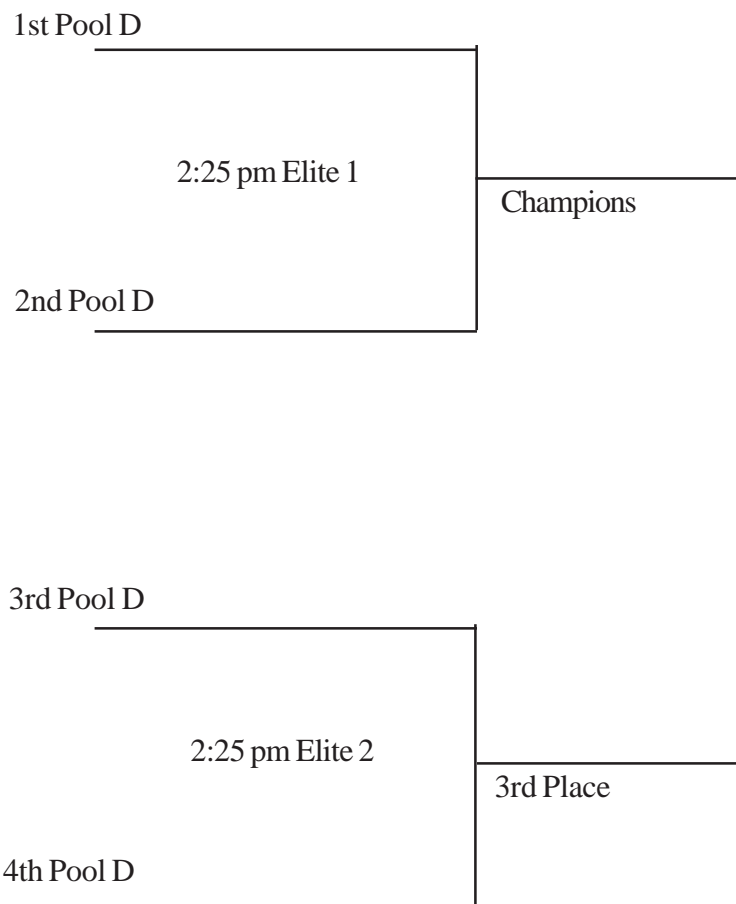 1st Pool D
2:25 pm Elite 1
Champions
2nd Pool D
3rd Pool D
2:25 pm Elite 2
3rd Place
4th Pool D